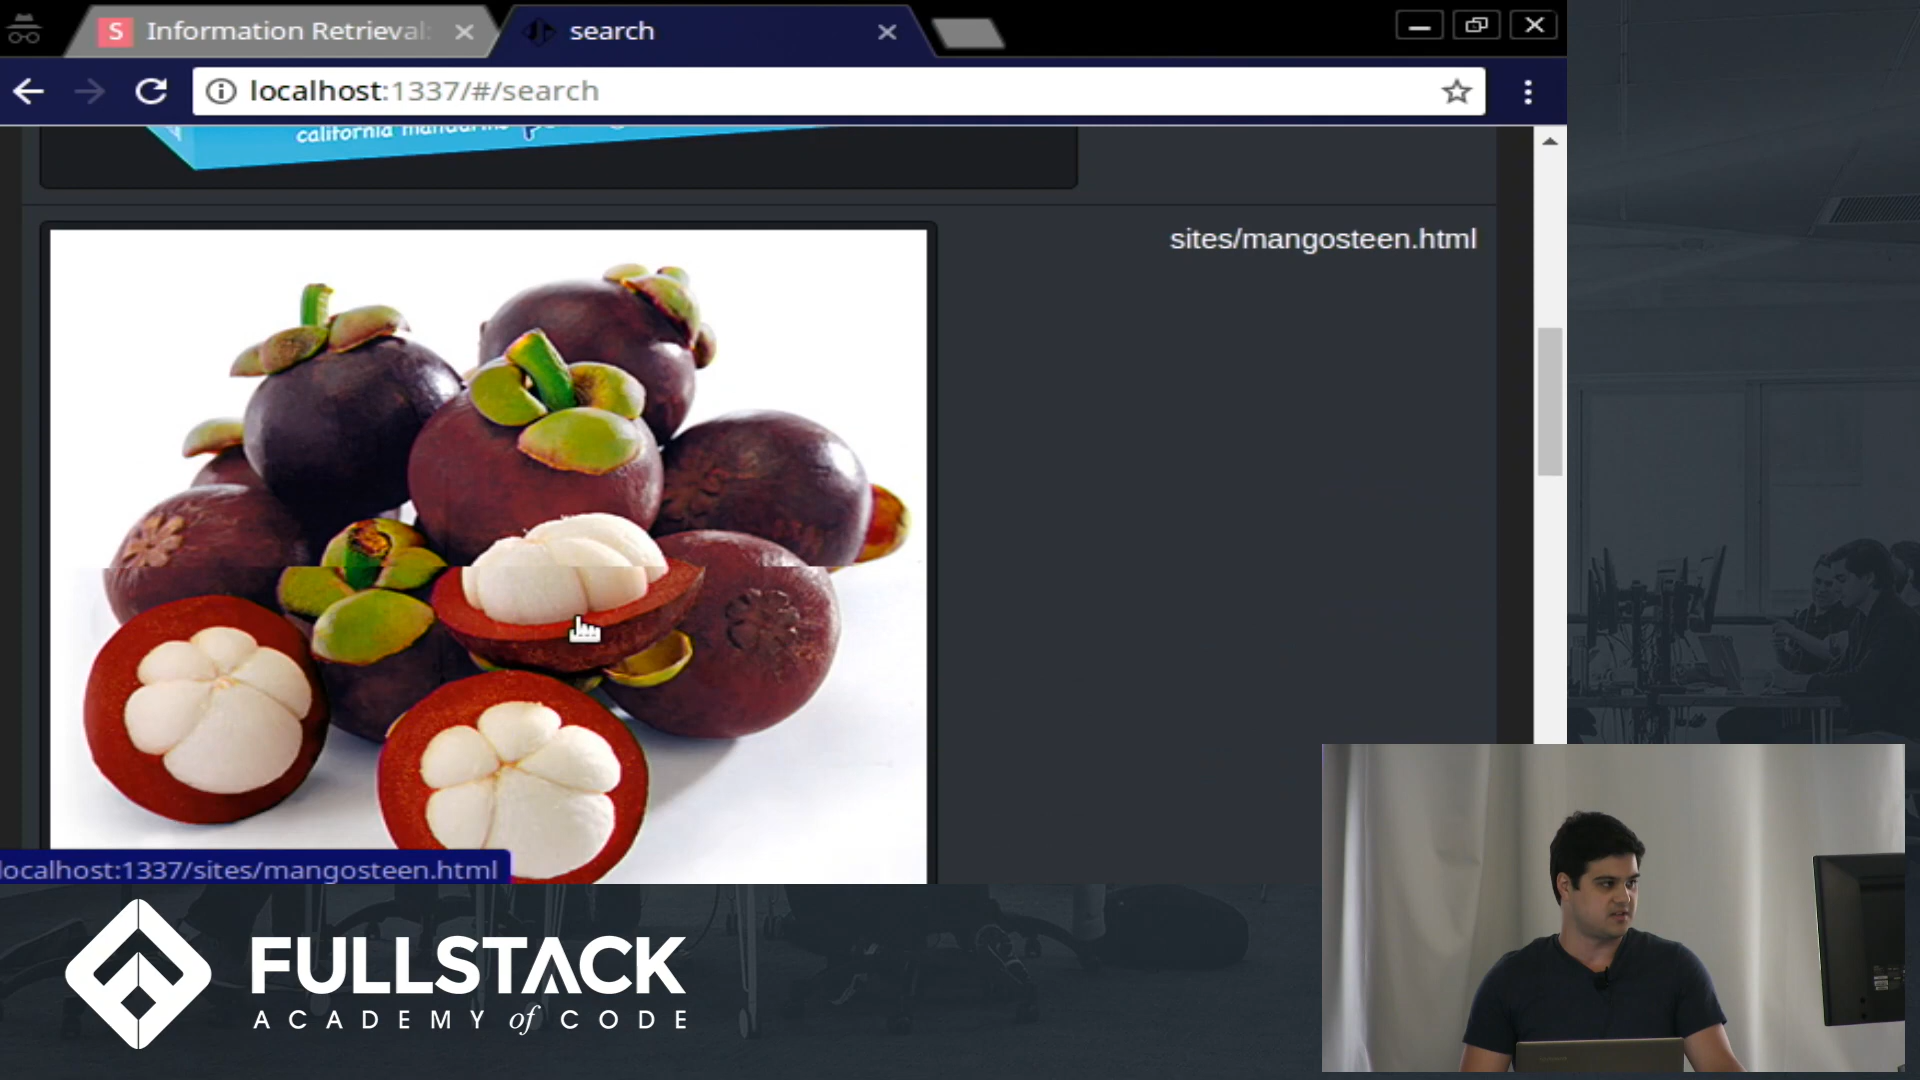 S Information Retrieval:
search
localhost:1337/#/search
california
sites/mangosteen.html
localhost:1337/sites/mangosteen.html
FULLSTACK
ACADEMY of CODE